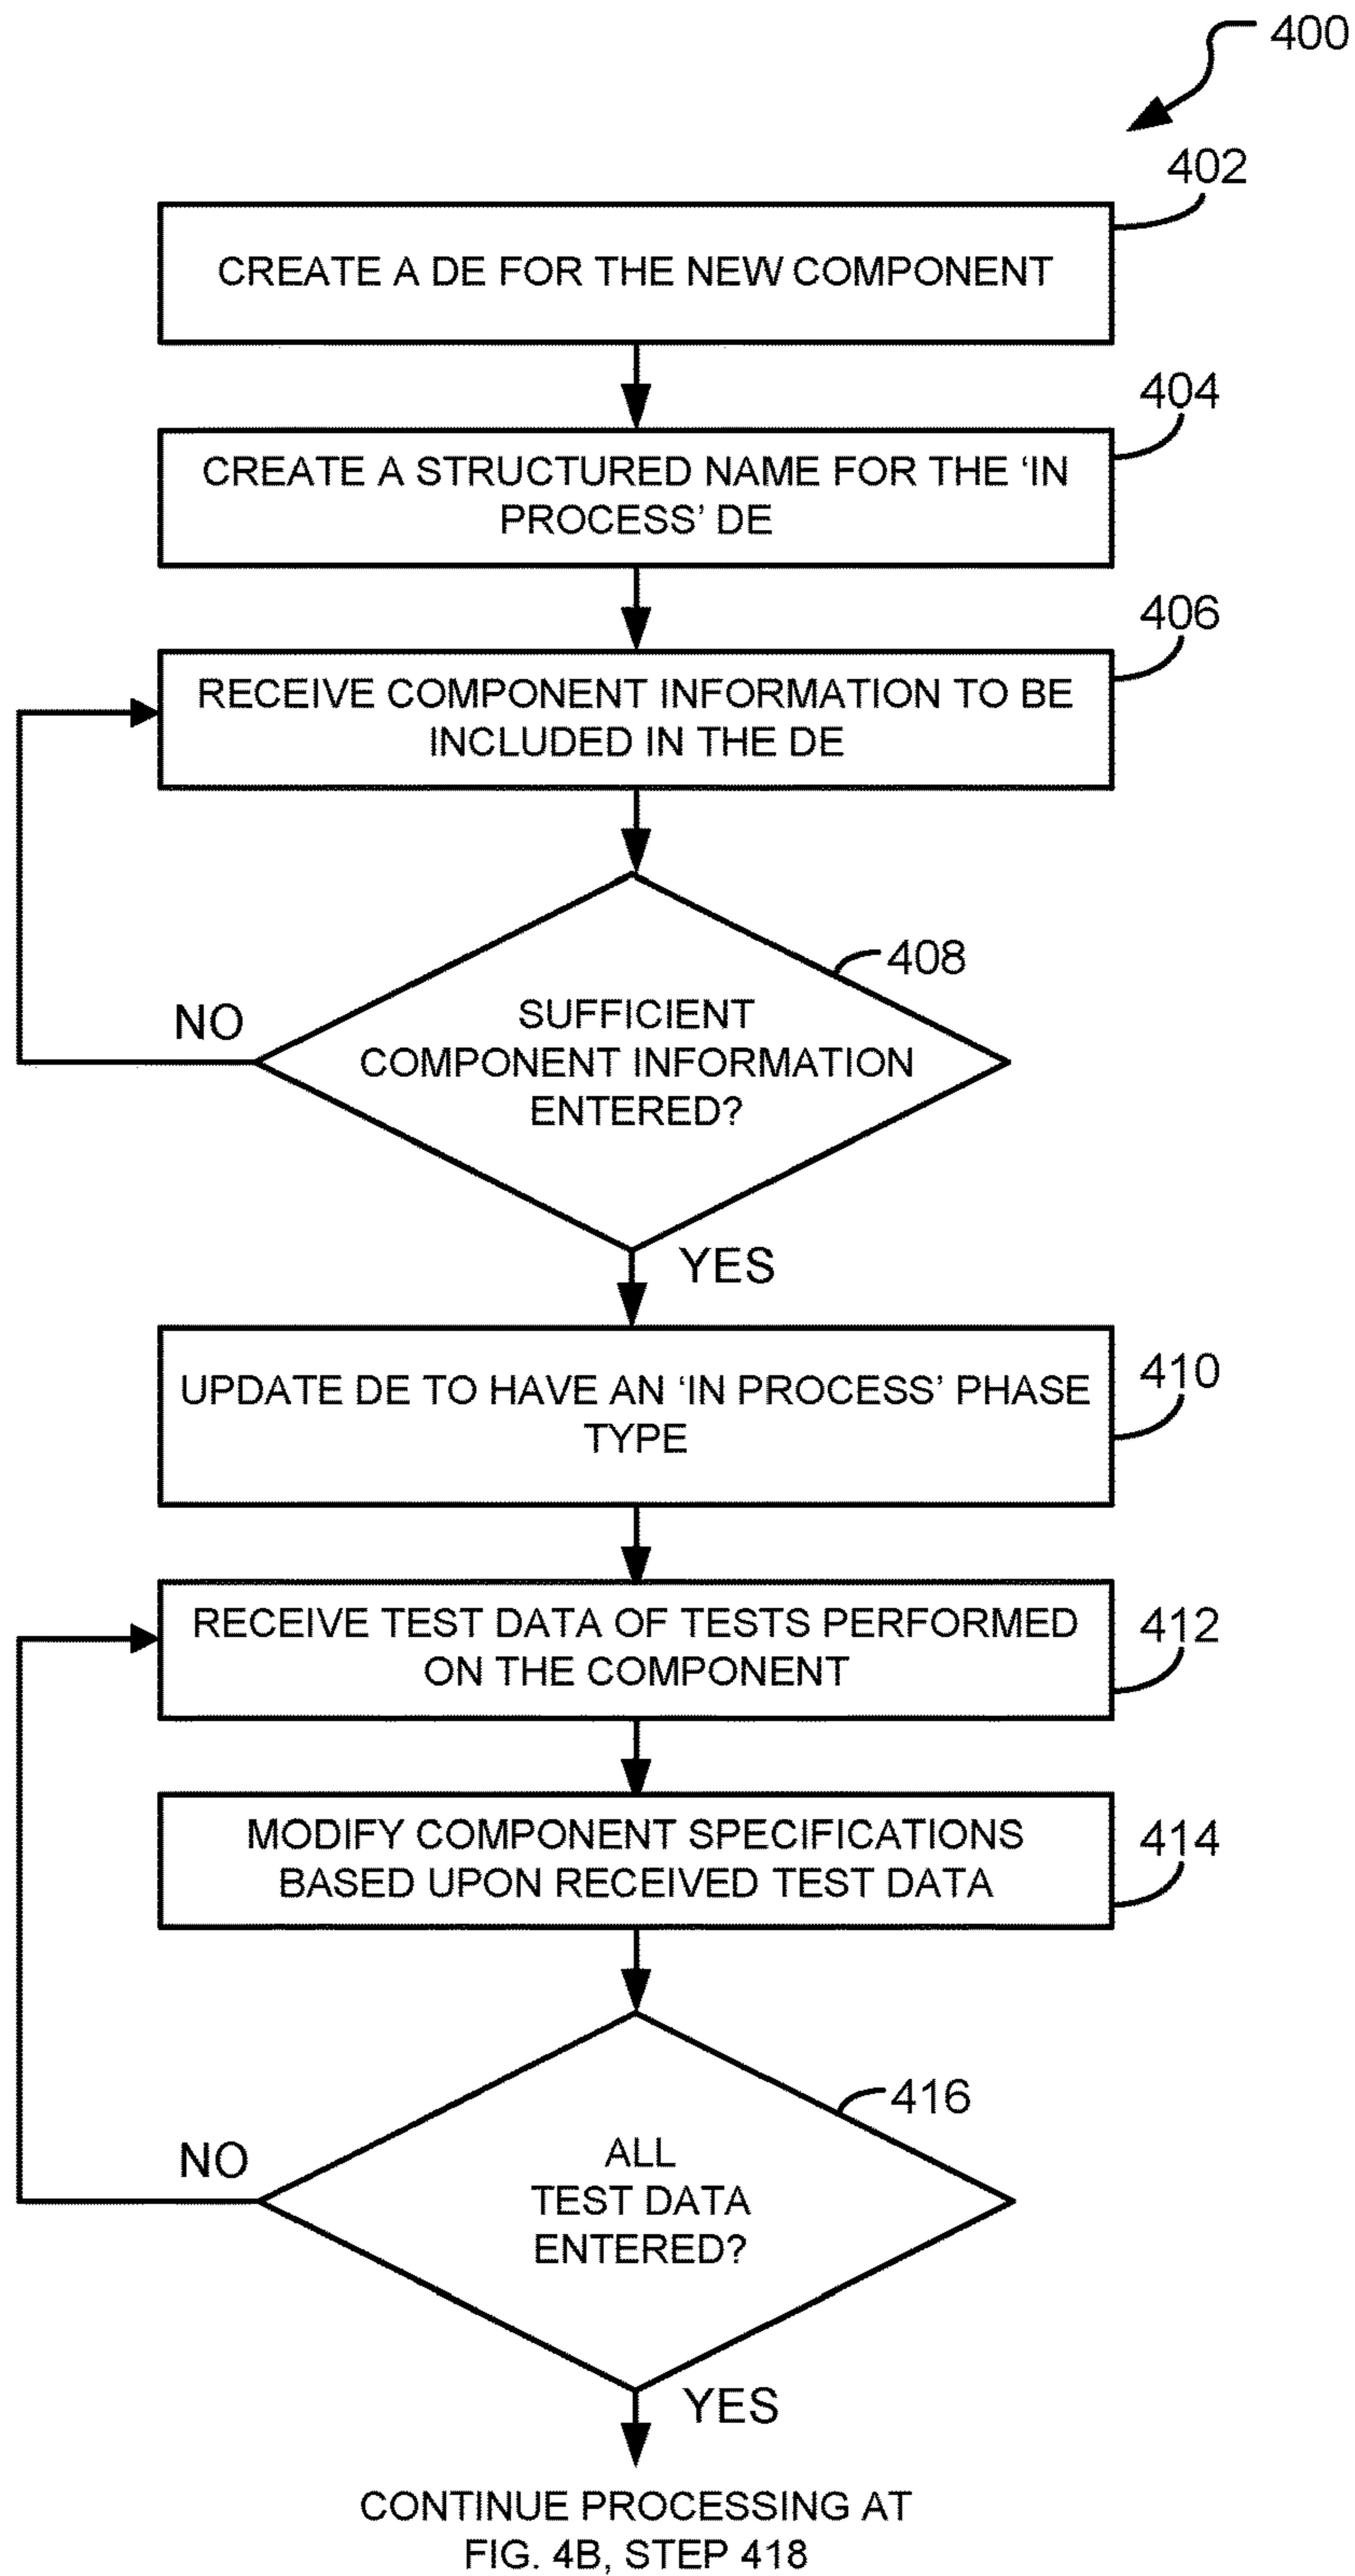 400
402
CREATE A DE FOR THE NEW COMPONENT
404
CREATE A STRUCTURED NAME FOR THE ‘IN
PROCESS’ DE
406
RECEIVE COMPONENT INFORMATION TO BE
INCLUDED IN THE DE
408
SUFFICIENT
COMPONENT INFORMATION
ENTERED?
NO
YES
410
UPDATE DE TO HAVE AN ‘IN PROCESS’ PHASE
TYPE
412
RECEIVE TEST DATA OF TESTS PERFORMED
ON THE COMPONENT
414
MODIFY COMPONENT SPECIFICATIONS
BASED UPON RECEIVED TEST DATA
416
ALL
TEST DATA
ENTERED?
NO
YES
CONTINUE PROCESSING AT
FIG. 4B, STEP 418